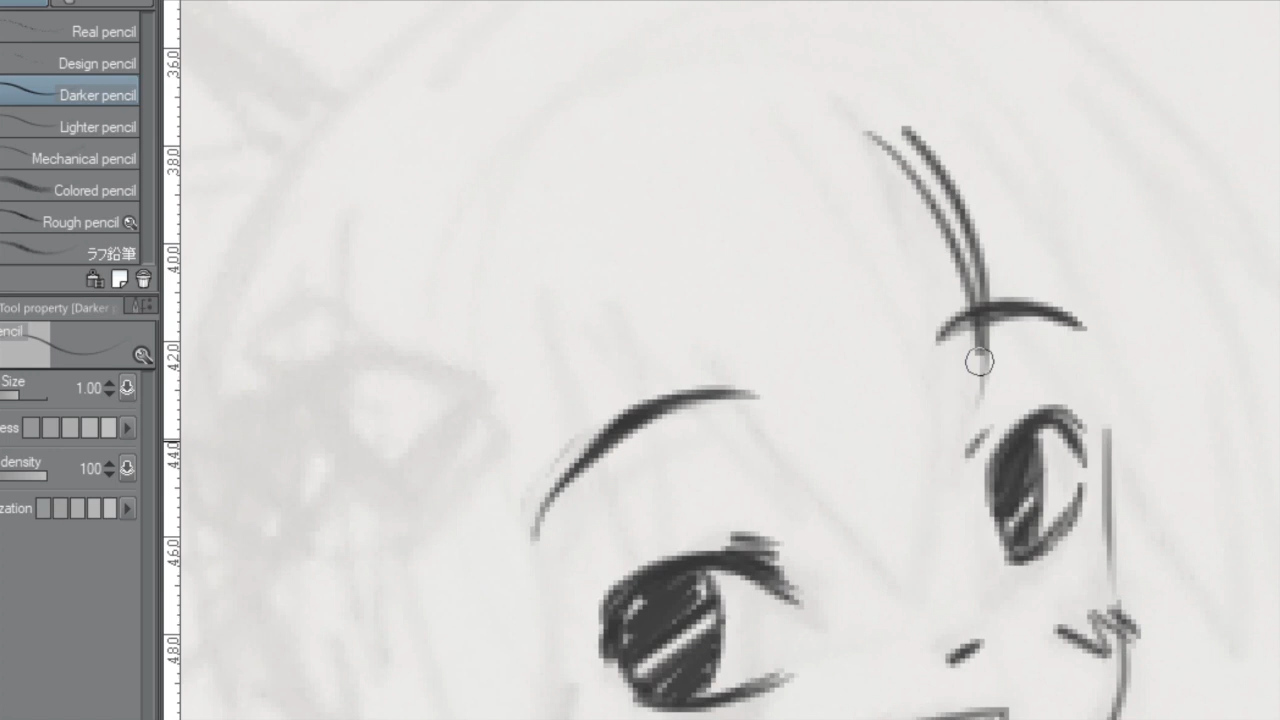 Real pencil
Design pencil
Darker pencil
Lighter pencil
Mechanical pencil
Colored pencil
Rough pencil
ラフ鉛筆
Tool property [Darker p
encil
Size 1.00
ess
density 100
zation
360
380
400
420
440
460
480